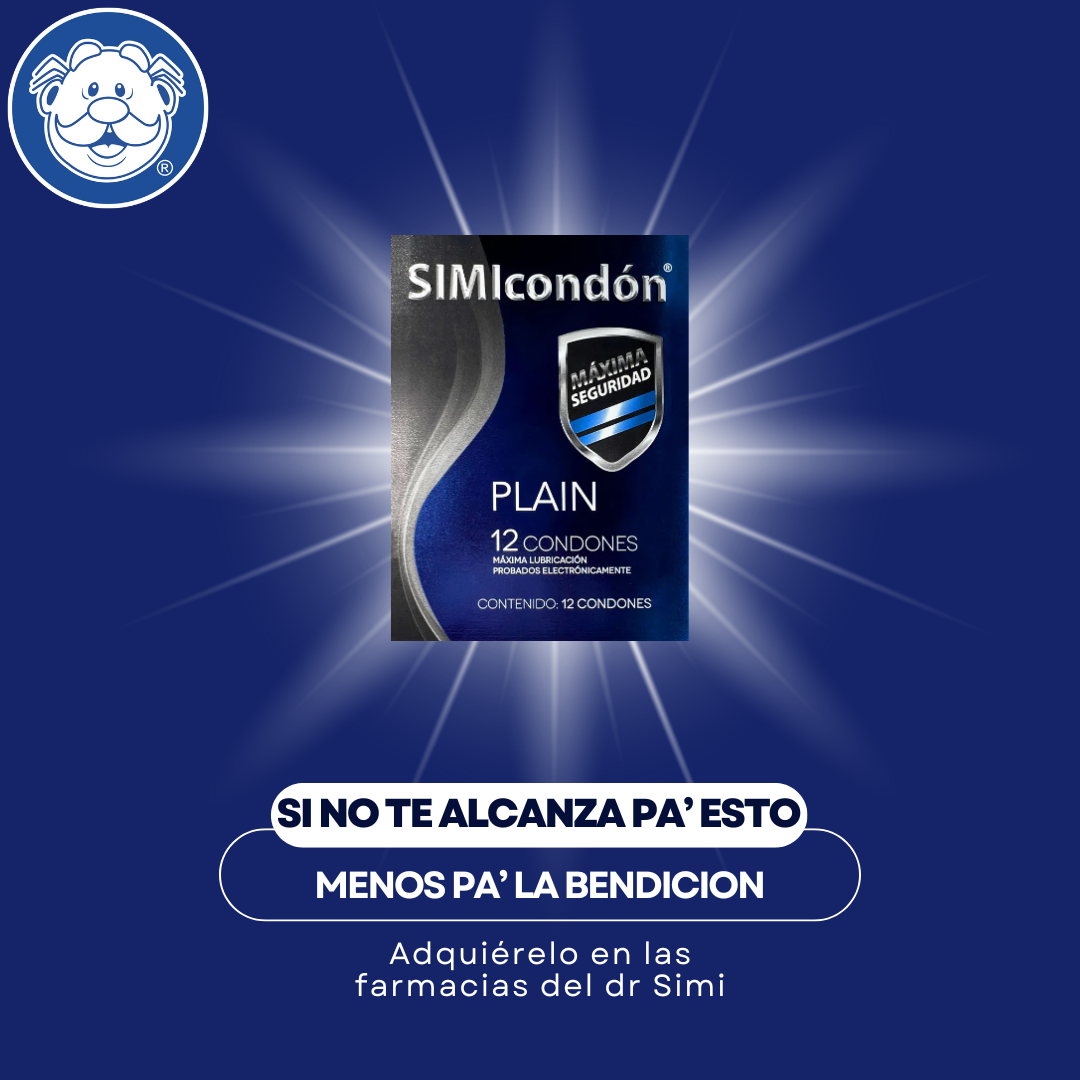 ®
SIMIcondón®
MÁXIMA
SEGURIDAD
PLAIN
12 CONDONES
MÁXIMA LUBRICACIÓN
PROBADOS ELECTRÓNICAMENTE
CONTENIDO: 12 CONDONES
SI NO TE ALCANZA PA’ ESTO
MENOS PA’ LA BENDICION
Adquiérelo en las
farmacias del dr Simi